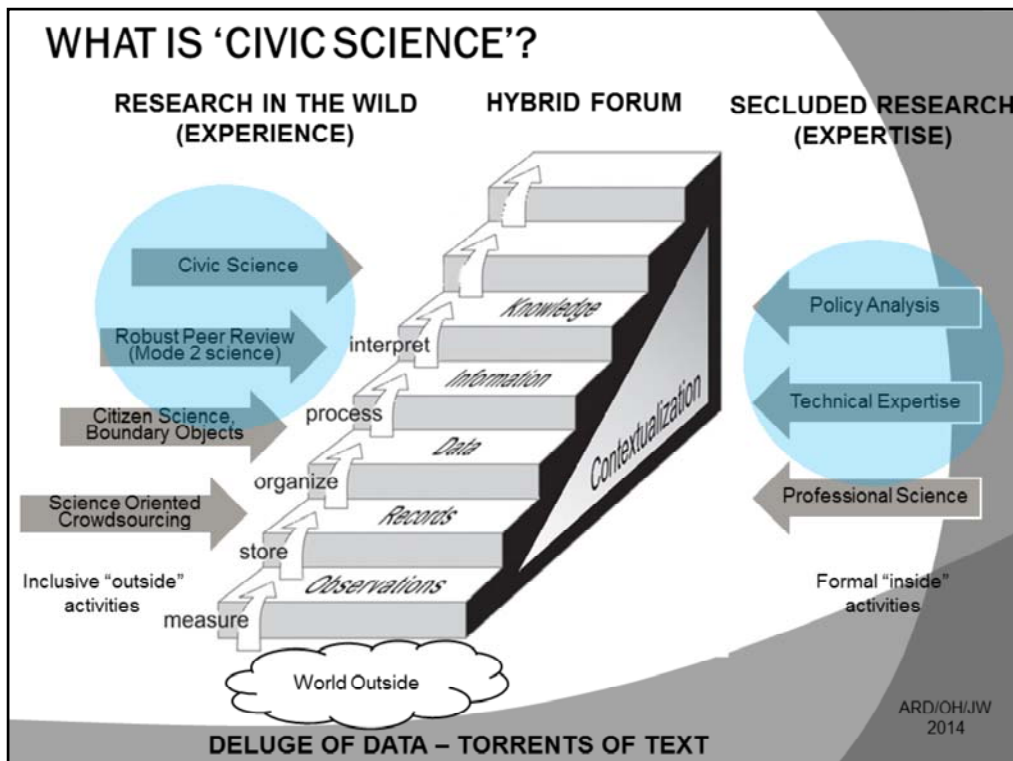 WHAT IS ‘CIVIC SCIENCE’?
RESEARCH IN THE WILD
(EXPERIENCE)
HYBRID FORUM
SECLUDED RESEARCH
(EXPERTISE)
Civic Science
Robust Peer Review
(Mode 2 science)
Citizen Science,
Boundary Objects
Science Oriented
Crowdsourcing
Inclusive “outside”
activities
interpret
process
organize
store
measure
Knowledge
Information
Data
Records
Observations
Contextualization
Policy Analysis
Technical Expertise
Professional Science
Formal “inside”
activities
World Outside
ARD/OH/JW
2014
DELUGE OF DATA – TORRENTS OF TEXT